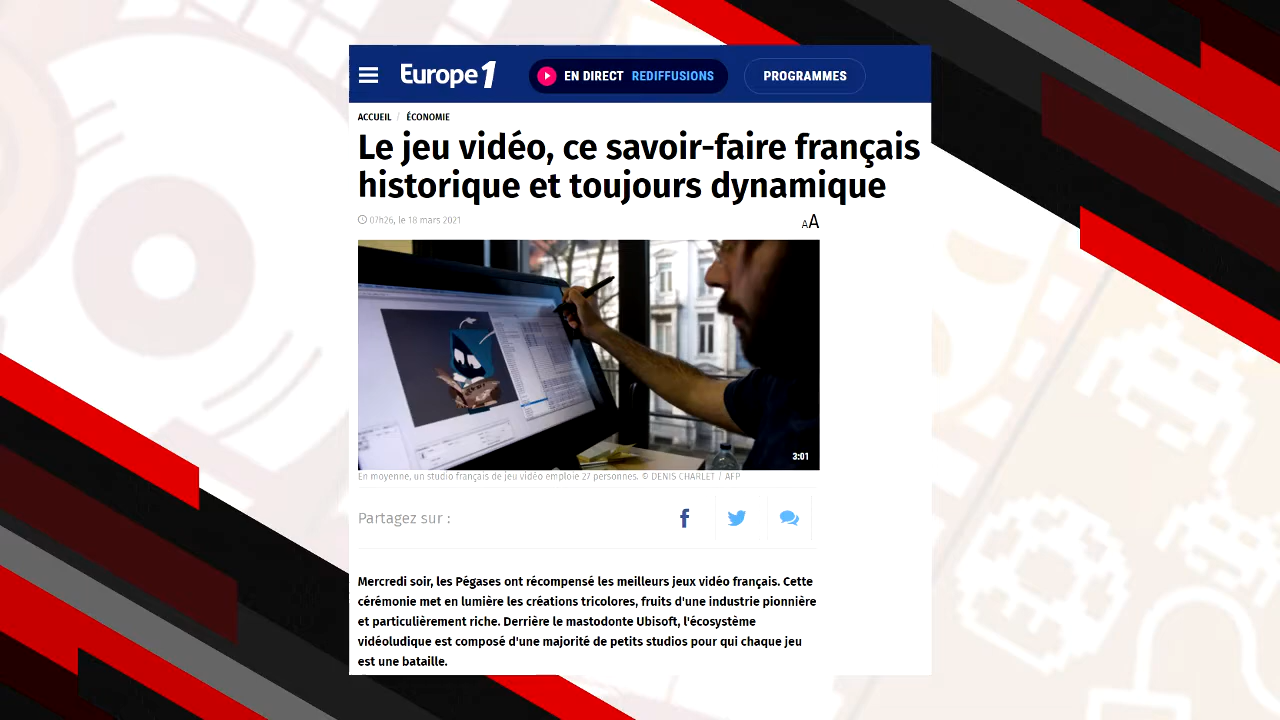 Europe 1
EN DIRECT REDIFFUSIONS
PROGRAMMES
ACCUEIL / ÉCONOMIE
Le jeu vidéo, ce savoir-faire français
historique et toujours dynamique
07h26, le 18 mars 2021
AA
3:01
En moyenne, un studio français de jeu vidéo emploie 27 personnes. © DENIS CHARLET / AFP
Partagez sur :
Mercredi soir, les Pégases ont récompensé les meilleurs jeux vidéo français. Cette
cérémonie met en lumière les créations tricolores, fruits d'une industrie pionnière
et particulièrement riche. Derrière le mastodonte Ubisoft, l'écosystème
vidéoludique est composé d'une majorité de petits studios pour qui chaque jeu
est une bataille.